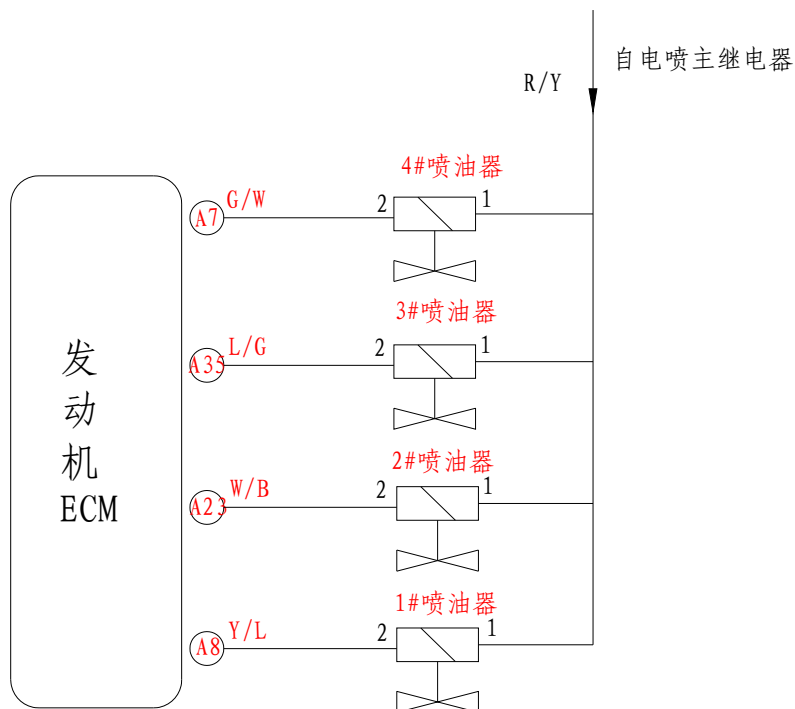 自电喷主继电器
R/Y
4#喷油器
A7 G/W 2 1
3#喷油器
A35 L/G 2 1
发
动
机
ECM
2#喷油器
A23 W/B 2 1
1#喷油器
A8 Y/L 2 1